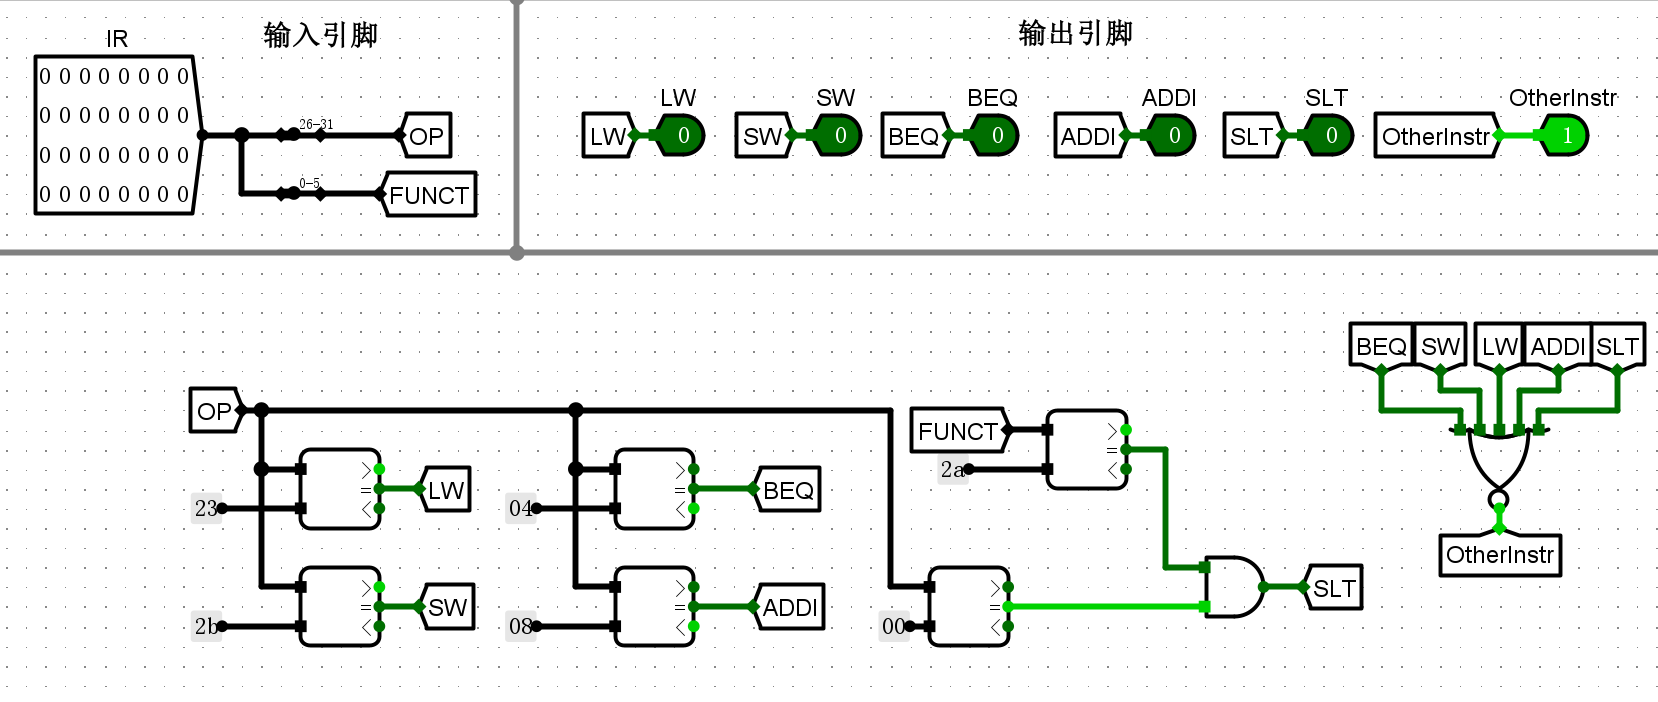 IR
输入引脚
0 0 0 0 0 0 0 0
0 0 0 0 0 0 0 0
0 0 0 0 0 0 0 0
0 0 0 0 0 0 0 0
26-31
OP
0-5
FUNCT
输出引脚
LW SW BEQ ADDI SLT OtherInstr
LW 0 SW 0 BEQ 0 ADDI 0 SLT 0 OtherInstr 1
BEQ SW LW ADDI SLT
OtherInstr
OP
FUNCT
2a
> = <
23
> = <
LW
04
> = <
BEQ
2b
> = <
SW
08
> = <
ADDI
00
> = <
SLT